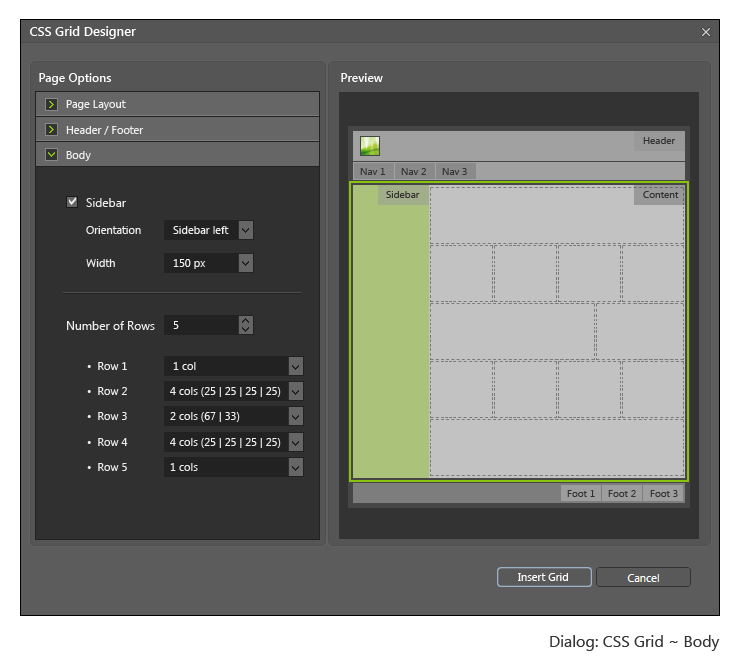 CSS Grid Designer
Page Options
Page Layout
Header / Footer
Body
Sidebar
Orientation Sidebar left
Width 150 px
Number of Rows 5
• Row 1 1 col
• Row 2 4 cols (25 | 25 | 25 | 25)
• Row 3 2 cols (67 | 33)
• Row 4 4 cols (25 | 25 | 25 | 25)
• Row 5 1 cols
Preview
Header
Nav 1 Nav 2 Nav 3
Sidebar Content
Foot 1 Foot 2 Foot 3
Insert Grid Cancel
Dialog: CSS Grid ~ Body